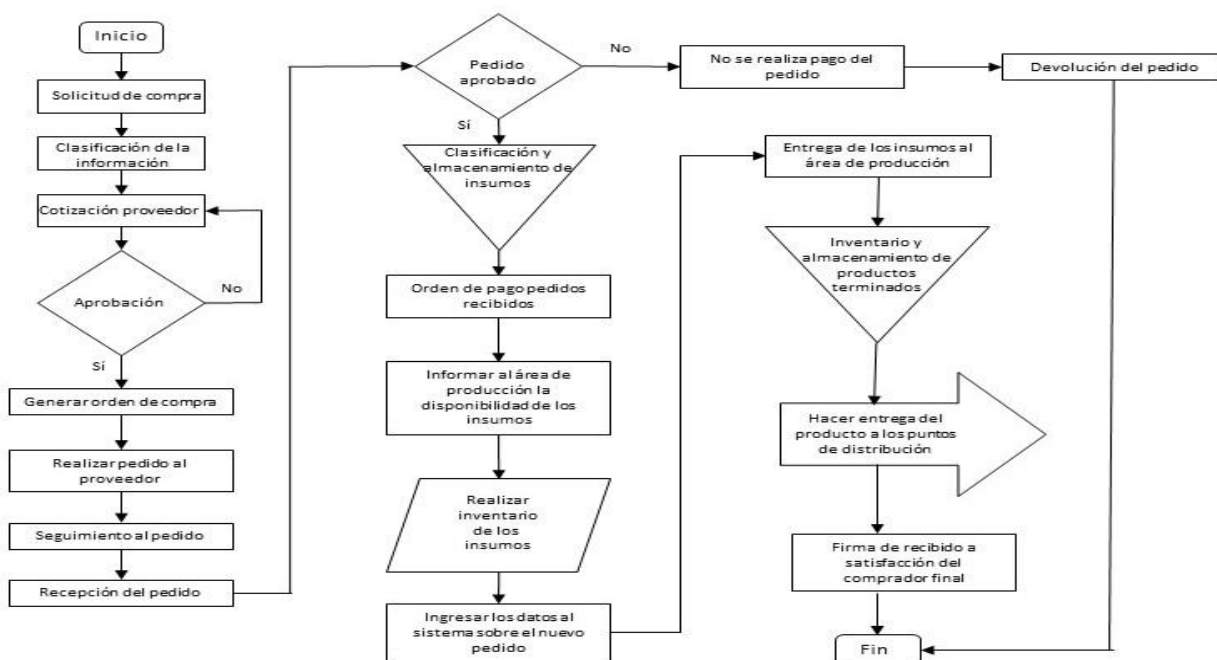 Inicio
Solicitud de compra
Clasificación de la
información
Cotización proveedor
Aprobación
No
Sí
Generar orden de compra
Realizar pedido al
proveedor
Seguimiento al pedido
Recepción del pedido
Pedido
aprobado
No
Sí
No se realiza pago del
pedido
Devolución del pedido
Clasificación y
almacenamiento de
insumos
Orden de pago pedidos
recibidos
Informar al área de
producción la
disponibilidad de los
insumos
Realizar
inventario
de los
insumos
Ingresar los datos al
sistema sobre el nuevo
pedido
Entrega de los insumos al
área de producción
Inventario y
almacenamiento de
productos
terminados
Hacer entrega del
producto a los puntos
de distribución
Firma de recibido a
satisfacción del
comprador final
Fin